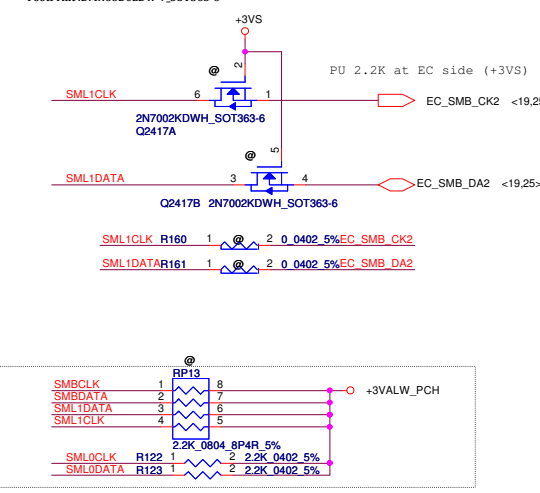 +3VS
@
2
PU 2.2K at EC side (+3VS)
SML1CLK
6
1
EC_SMB_CK2
2N7002KDWH_SOT363-6
Q2417A
@
5
SML1DATA
3
4
EC_SMB_DA2
<19,25>
Q2417B 2N7002KDWH_SOT363-6
SML1CLK R160 1 @ 2 0_0402_5% EC_SMB_CK2
SML1DATA R161 1 @ 2 0_0402_5% EC_SMB_DA2
@
RP13
SMBCLK 1 8 +3VALW_PCH
SMBDATA 2 7
SML1DATA 3 6
SML1CLK 4 5
2.2K_0804_8P4R_5%
SML0CLK R122 1 2 2.2K_0402_5%
SML0DATA R123 1 2 2.2K_0402_5%